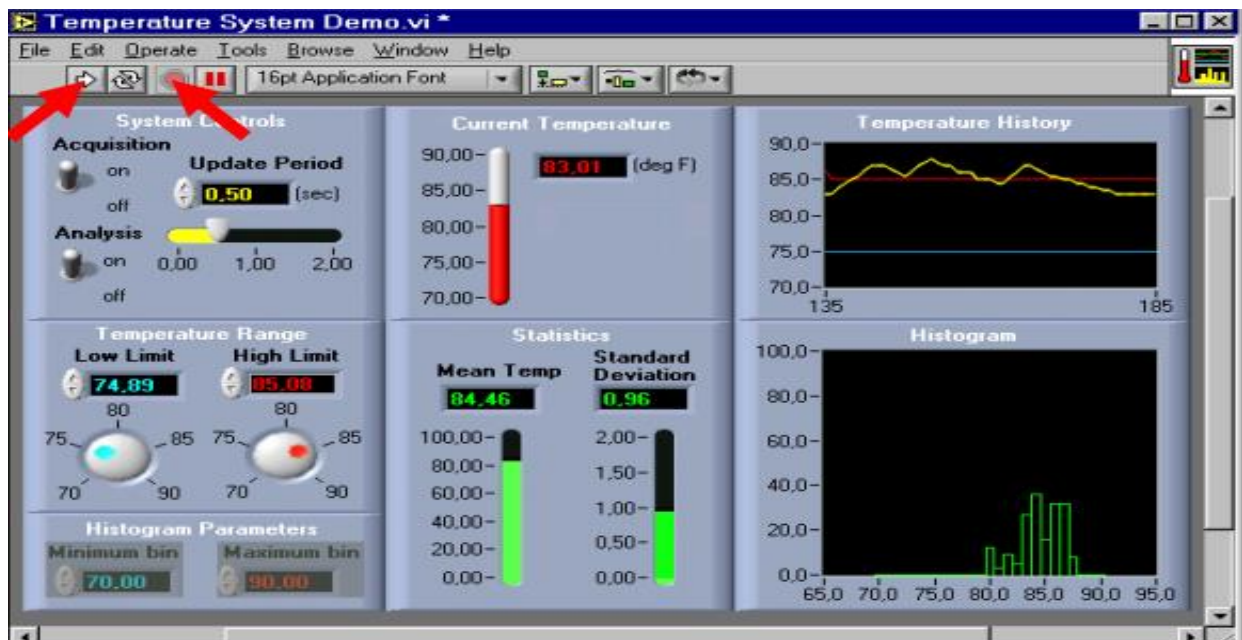 Temperature System Demo.vi *
File Edit Operate Tools Browse Window Help
16pt Application Font
System Controls
Acquisition
on
off
Update Period
0,50 (sec)
0,00 1,00 2,00
Analysis
on
off
Current Temperature
90,00
85,00
80,00
75,00
70,00
83,01 (deg F)
Temperature History
90,0
85,0
80,0
75,0
70,0
135 185
Temperature Range
Low Limit High Limit
74,89 85,08
80 80
75 85 75 85
70 90 70 90
Histogram Parameters
Minimum bin Maximum bin
70,00 90,00
Statistics
Mean Temp
84,46
100,00
80,00
60,00
40,00
20,00
0,00
Standard
Deviation
0,96
2,00
1,50
1,00
0,50
0,00
Histogram
100,0
80,0
60,0
40,0
20,0
0,0
65,0 70,0 75,0 80,0 85,0 90,0 95,0